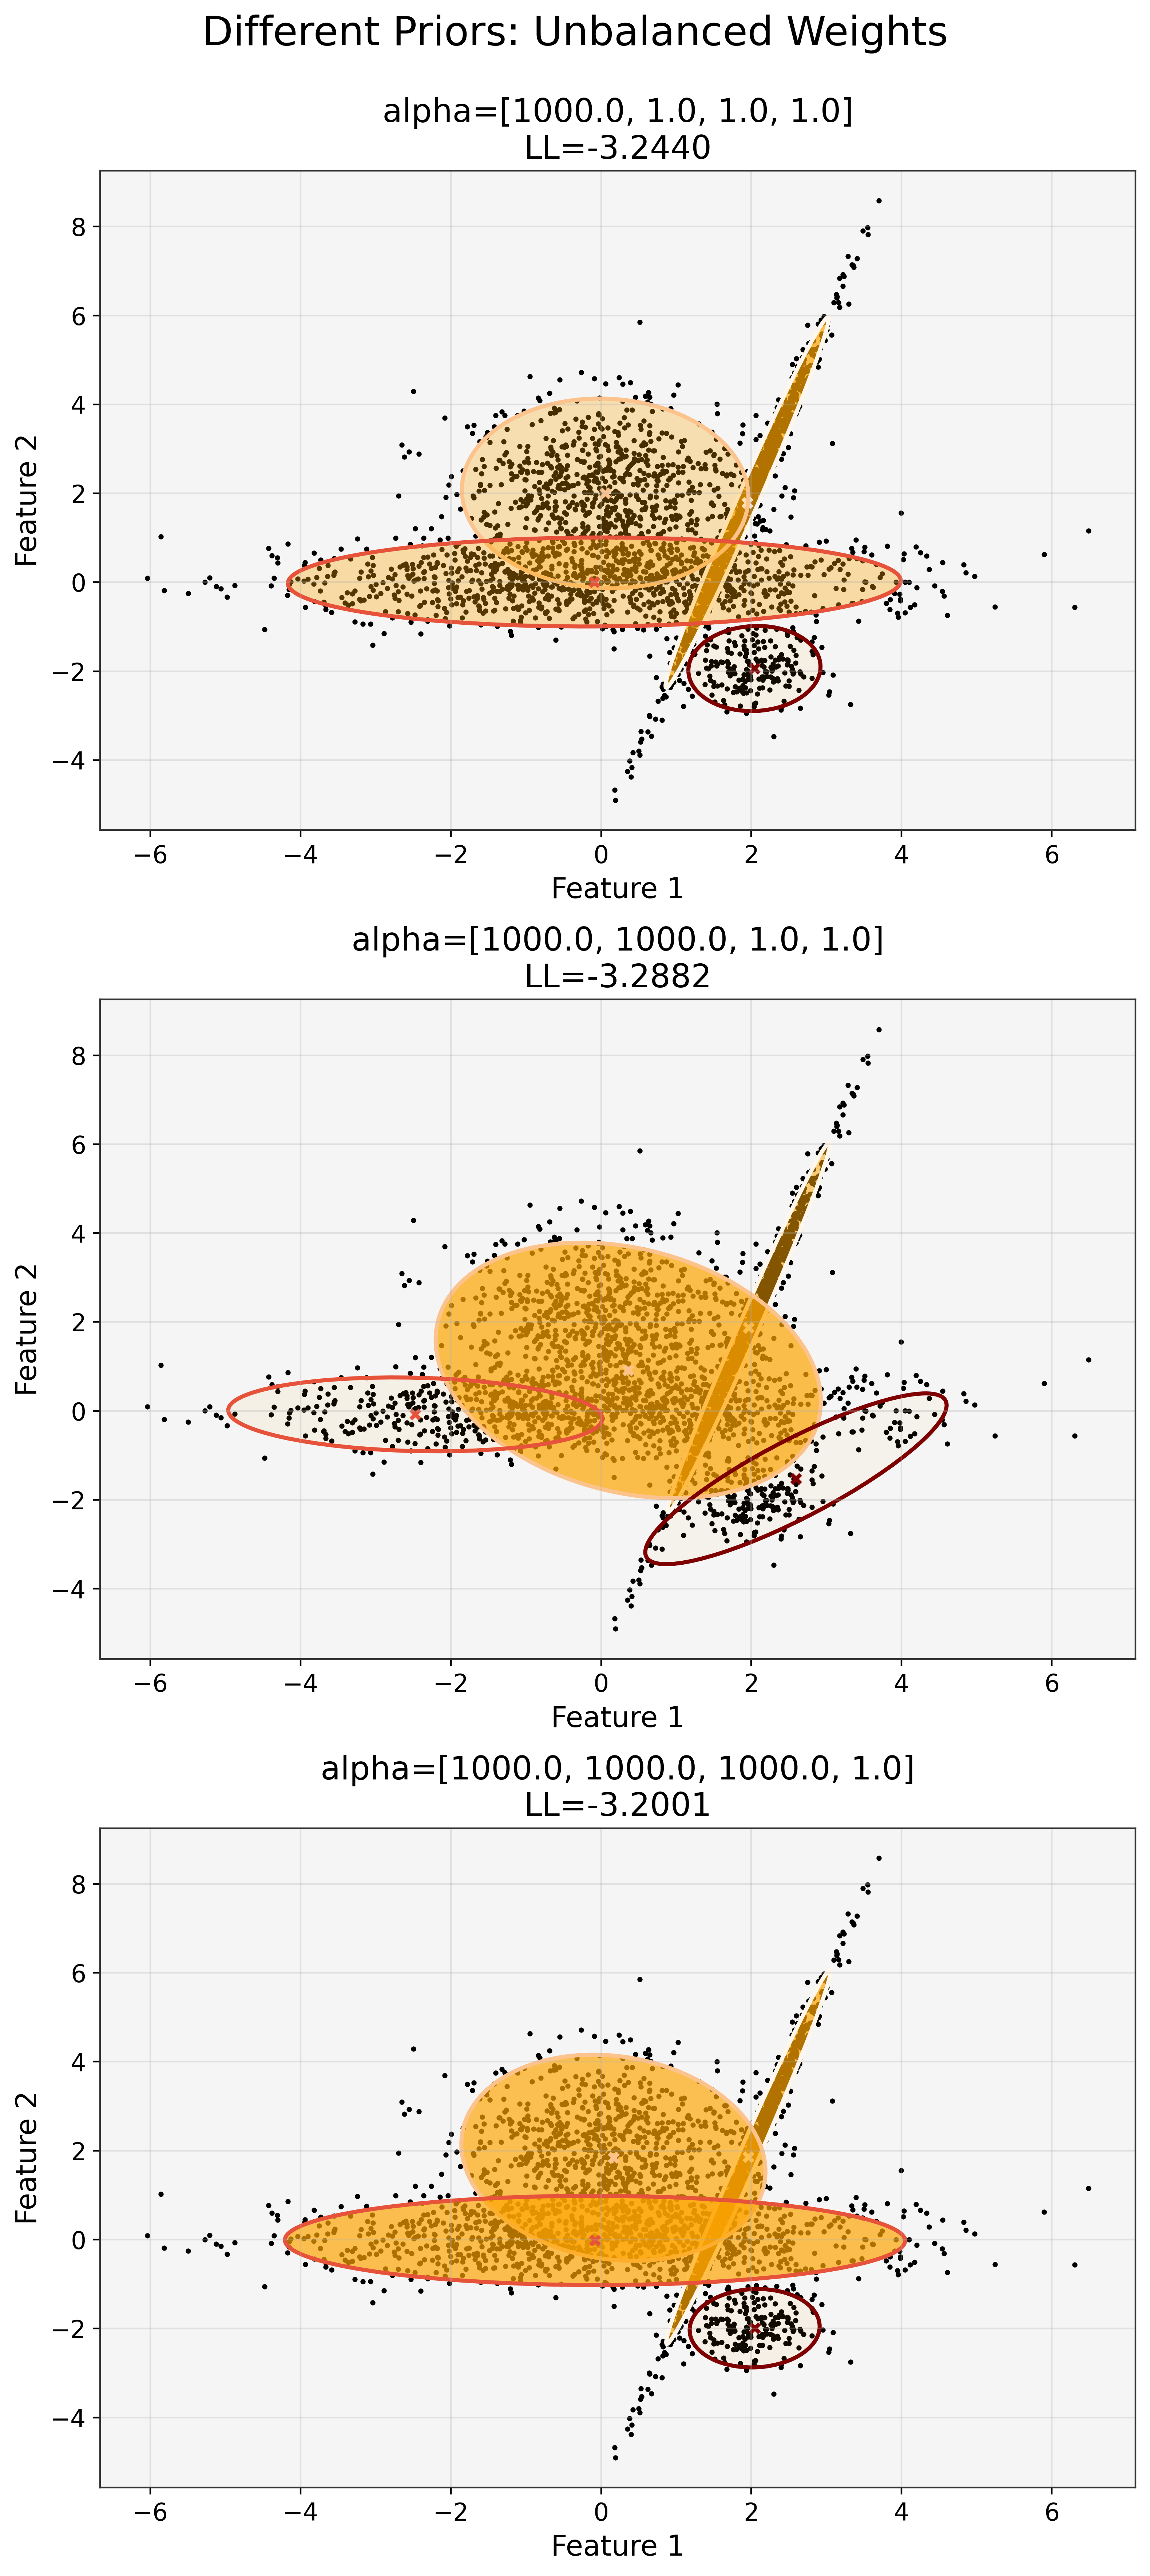 Different Priors: Unbalanced Weights
alpha=[1000.0, 1.0, 1.0, 1.0]
LL=-3.2440
8
6
4
2
0
−2
−4
Feature 2
−6 −4 −2 0 2 4 6
Feature 1
alpha=[1000.0, 1000.0, 1.0, 1.0]
LL=-3.2882
8
6
4
2
0
−2
−4
Feature 2
−6 −4 −2 0 2 4 6
Feature 1
alpha=[1000.0, 1000.0, 1000.0, 1.0]
LL=-3.2001
8
6
4
2
0
−2
−4
Feature 2
−6 −4 −2 0 2 4 6
Feature 1